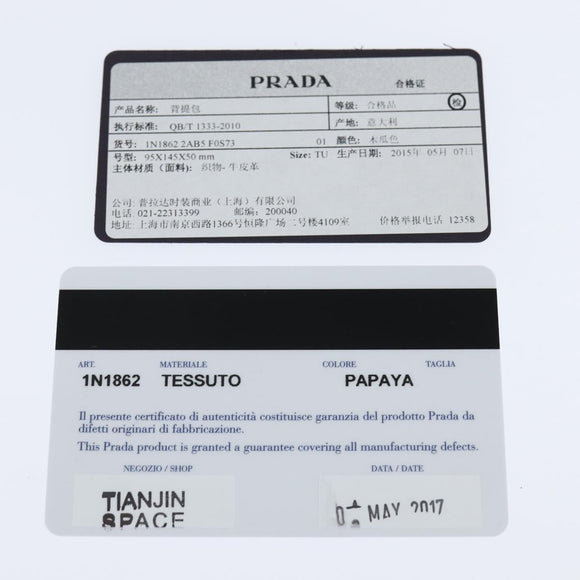 PRADA 合格证
产品名称: 背提包 等级: 合格品 检
执行标准: QB/T 1333-2010 产地: 意大利
货号: 1N1862 2AB5 F0S73 01 颜色: 木瓜色
号型: 95X145X50 mm Size: TU 生产日期: 2015年 05月 07日
主体材质（面料）: 织物-牛皮革
公司: 普拉达时装商业（上海）有限公司
电话: 021-22313399 邮编: 200040
地址: 上海市南京西路1366号恒隆广场二号楼4109室 价格举报电话 12358
ART. MATERIALE COLORE TAGLIA
1N1862 TESSUTO PAPAYA
Il presente certificato di autenticità costituisce garanzia del prodotto Prada da
difetti originari di fabbricazione.
This Prada product is granted a guarantee covering all manufacturing defects.
NEGOZIO / SHOP DATA / DATE
TIANJIN
SPACE
MAY 2017